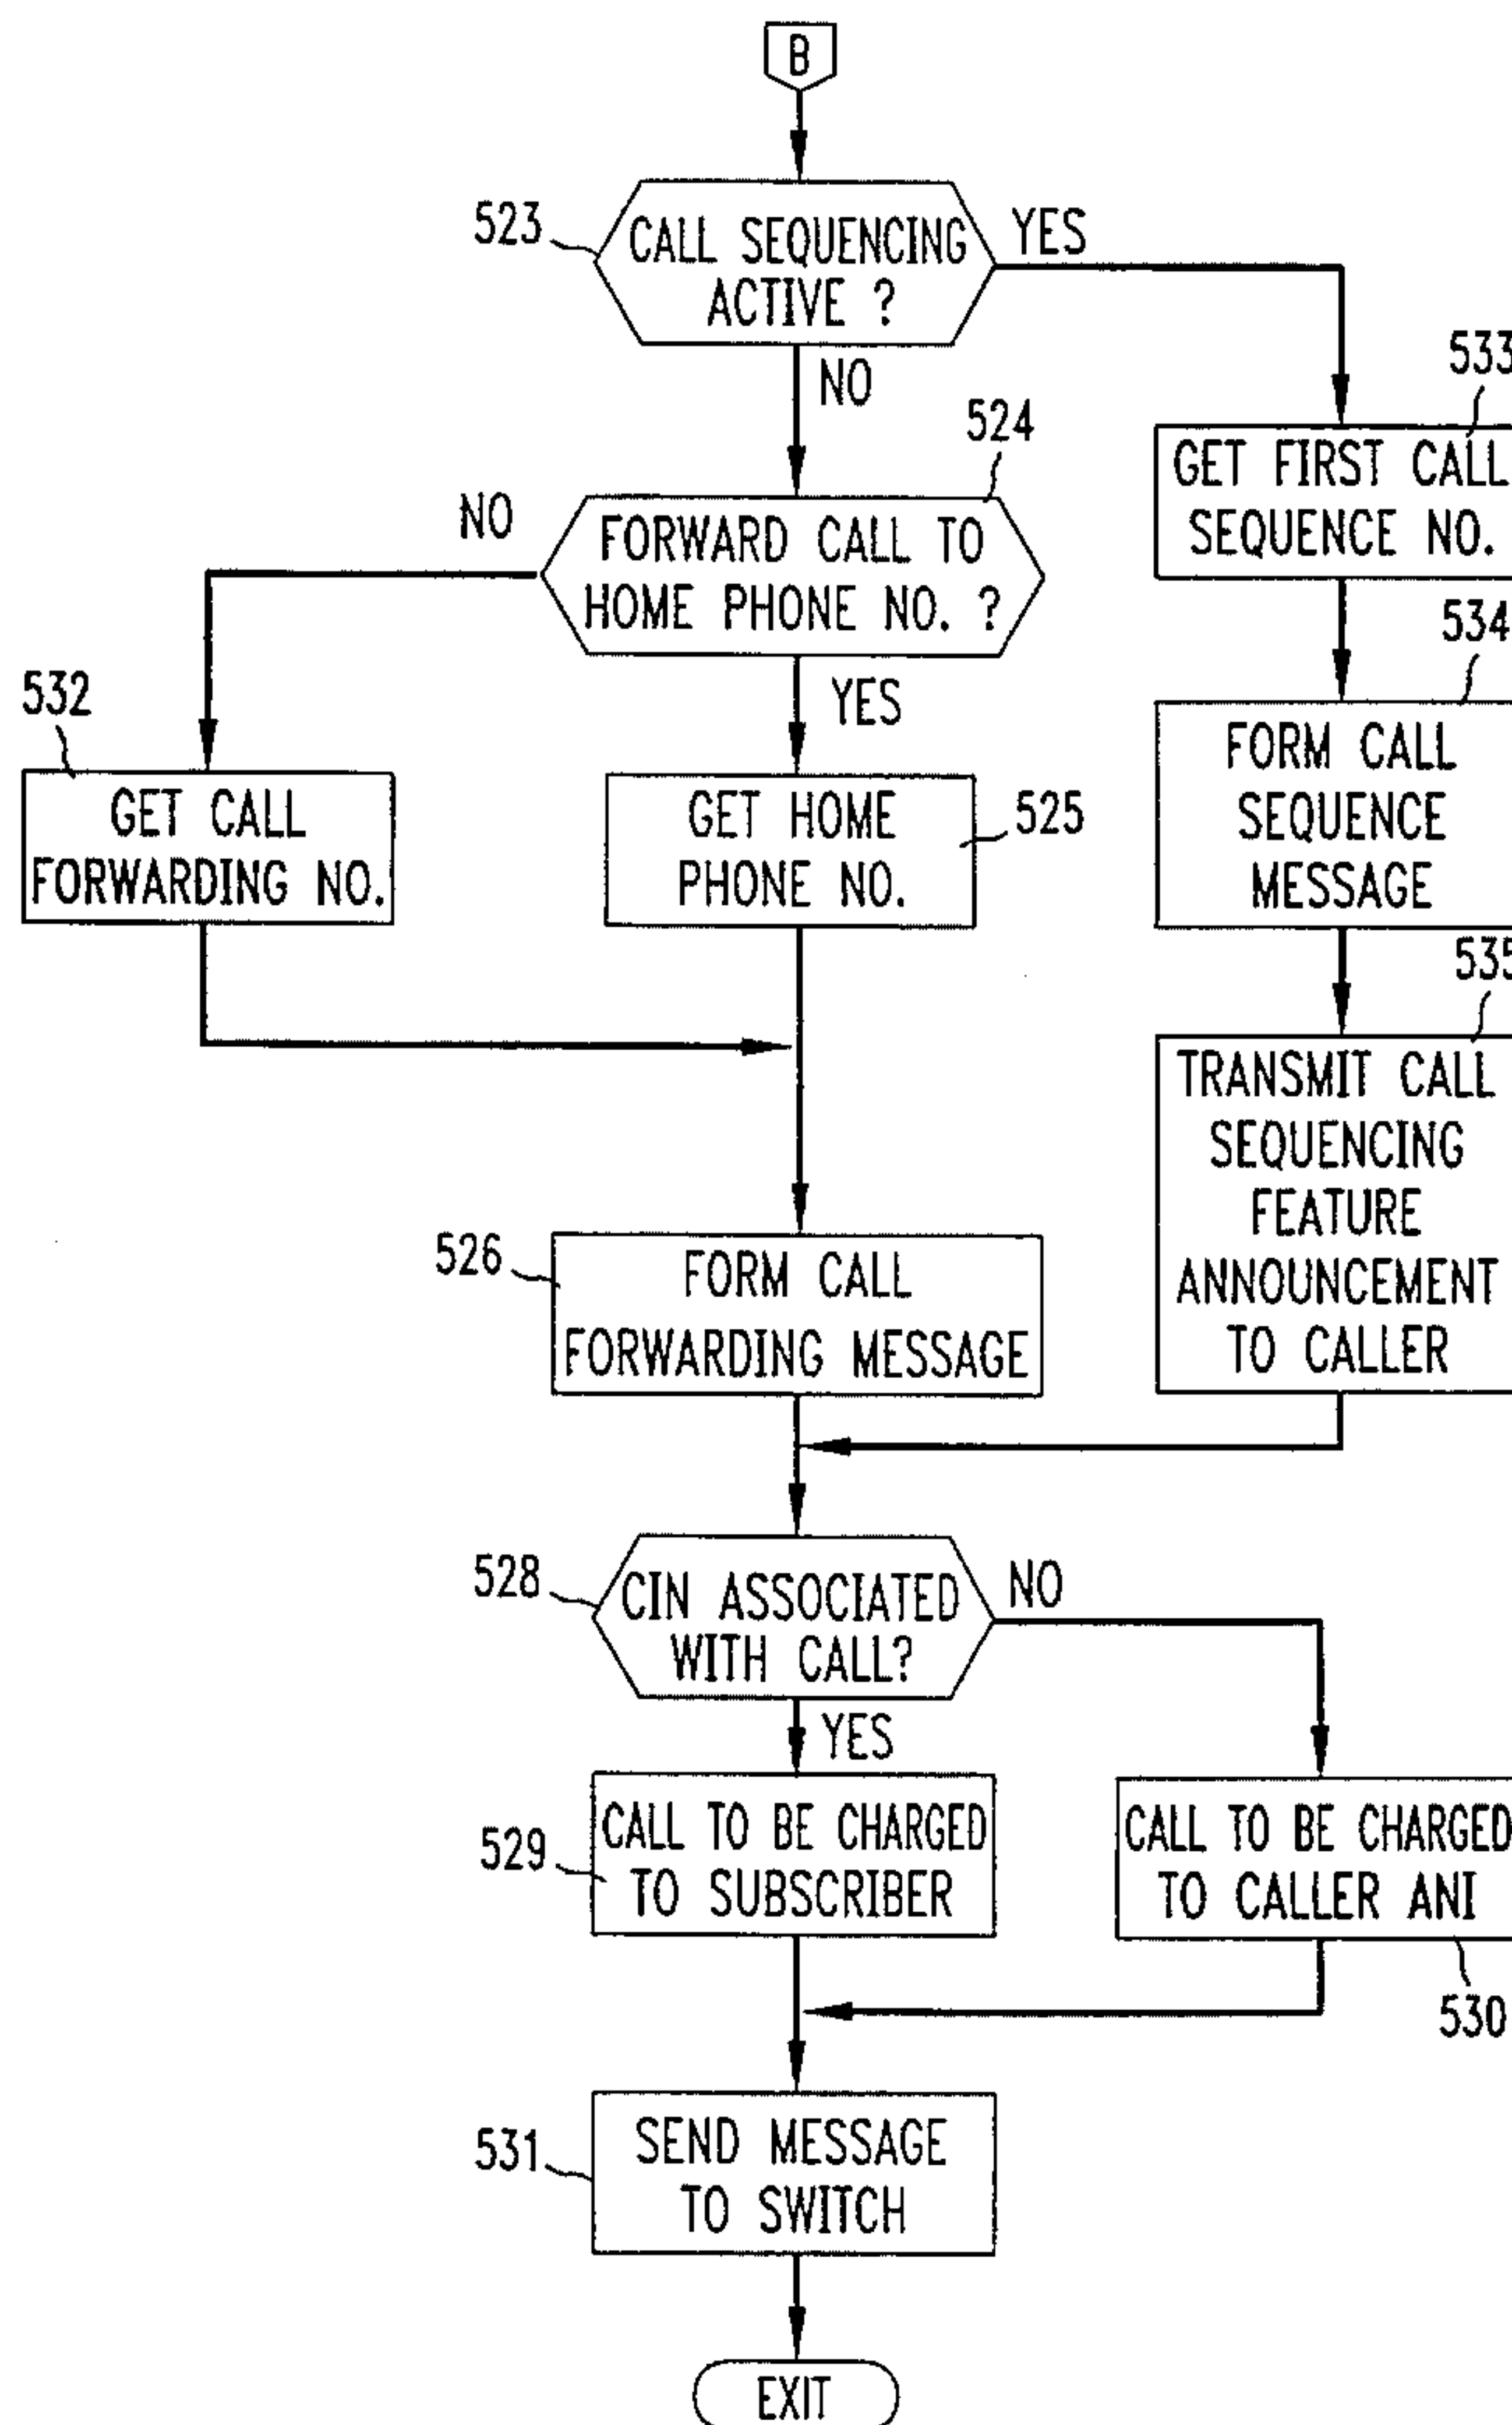 B
523
CALL SEQUENCING
ACTIVE ?
YES
NO
533
GET FIRST CALL
SEQUENCE NO.
524
FORWARD CALL TO
HOME PHONE NO. ?
NO
YES
534
FORM CALL
SEQUENCE
MESSAGE
532
GET CALL
FORWARDING NO.
GET HOME
PHONE NO.
525
535
TRANSMIT CALL
SEQUENCING
FEATURE
ANNOUNCEMENT
TO CALLER
526
FORM CALL
FORWARDING MESSAGE
528
CIN ASSOCIATED
WITH CALL?
NO
YES
529
CALL TO BE CHARGED
TO SUBSCRIBER
CALL TO BE CHARGED
TO CALLER ANI
530
531
SEND MESSAGE
TO SWITCH
EXIT